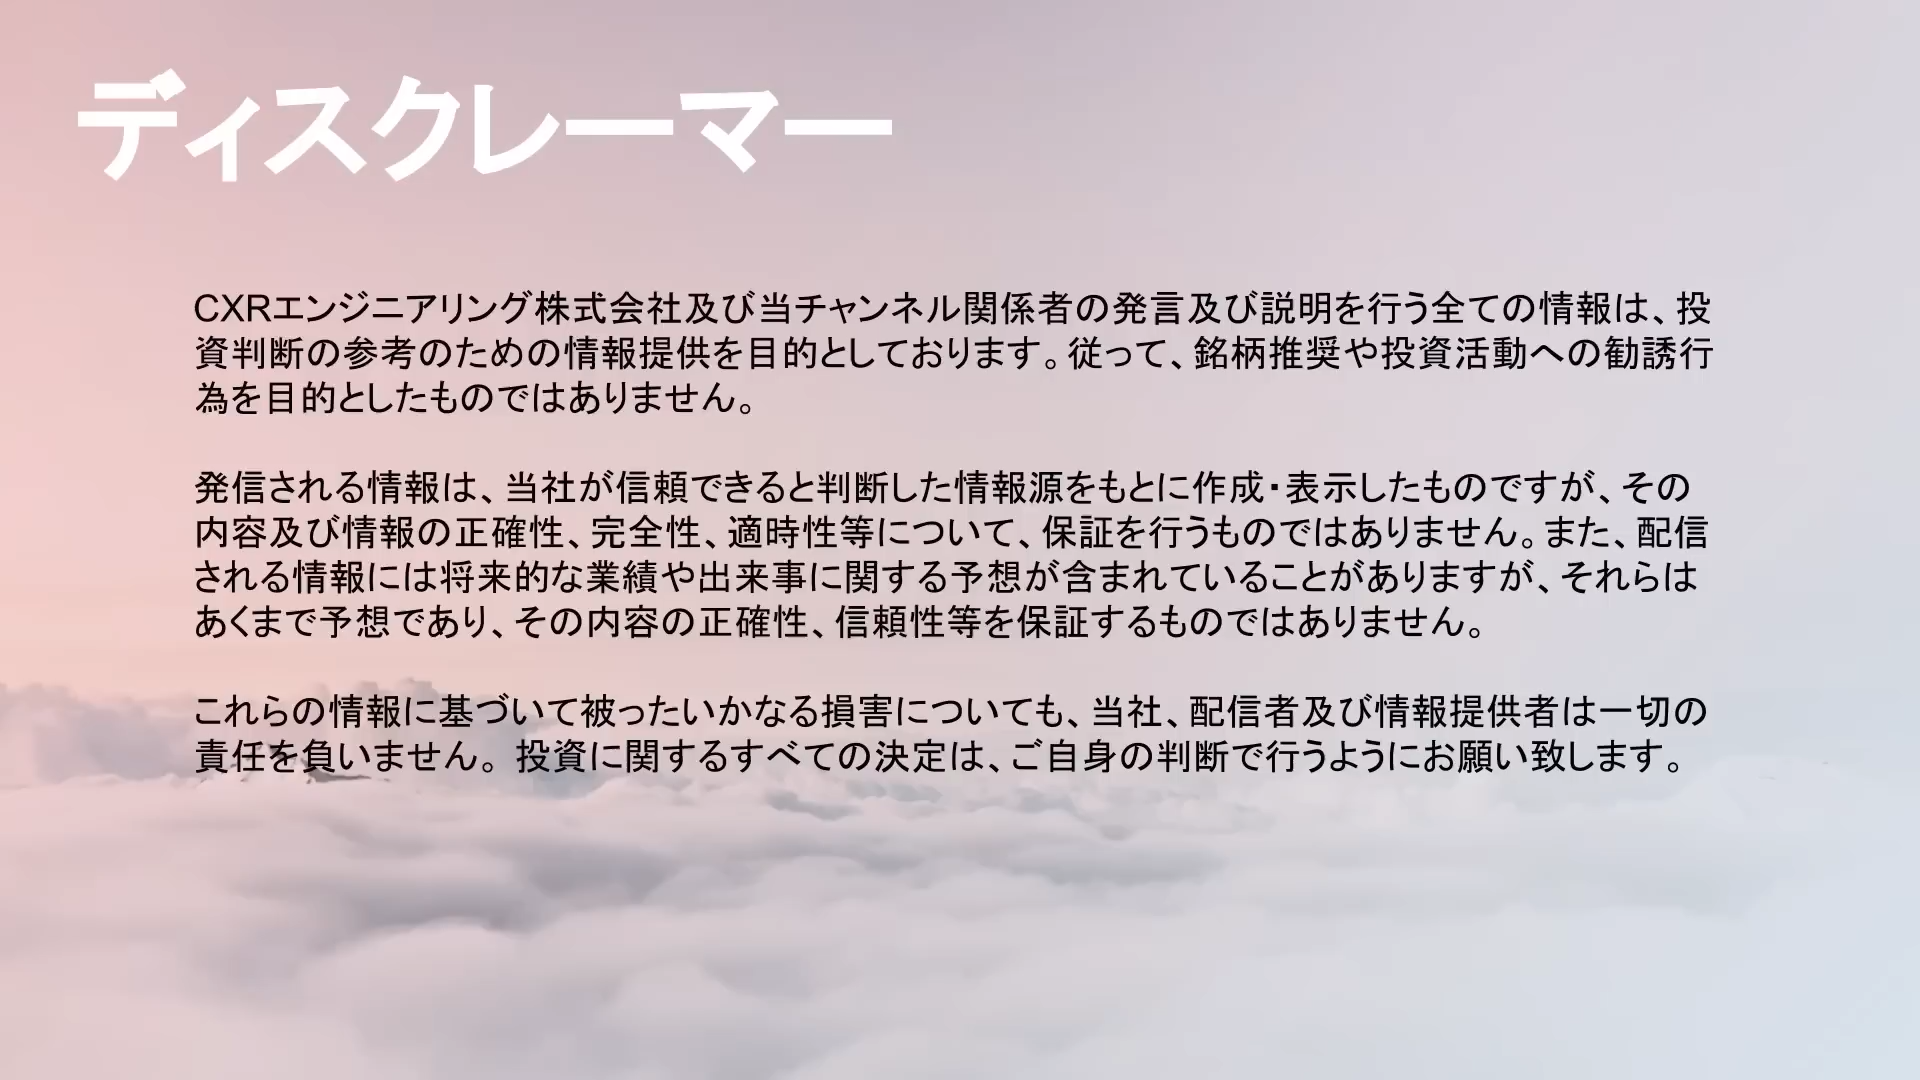 ディスクレーマー
CXRエンジニアリング株式会社及び当チャンネル関係者の発言及び説明を行う全ての情報は、投
資判断の参考のための情報提供を目的としております。従って、銘柄推奨や投資活動への勧誘行
為を目的としたものではありません。
発信される情報は、当社が信頼できると判断した情報源をもとに作成・表示したものですが、その
内容及び情報の正確性、完全性、適時性等について、保証を行うものではありません。また、配信
される情報には将来的な業績や出来事に関する予想が含まれていることがありますが、それらは
あくまで予想であり、その内容の正確性、信頼性等を保証するものではありません。
これらの情報に基づいて被ったいかなる損害についても、当社、配信者及び情報提供者は一切の
責任を負いません。 投資に関するすべての決定は、ご自身の判断で行うようにお願い致します。